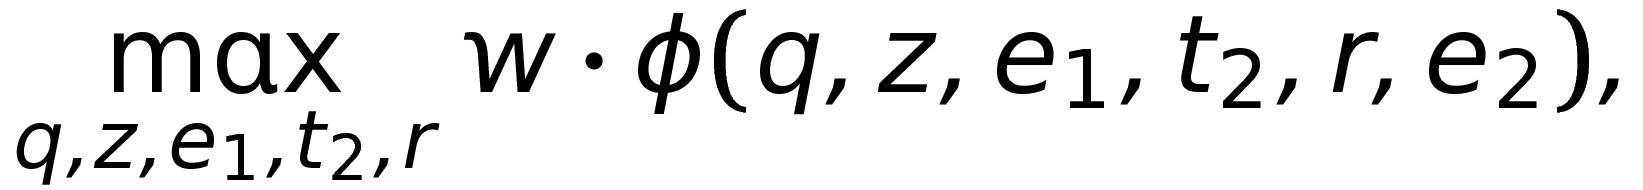 max w · ϕ(q, z, e₁, t₂, r, e₂),
q,z,e₁,t₂,r